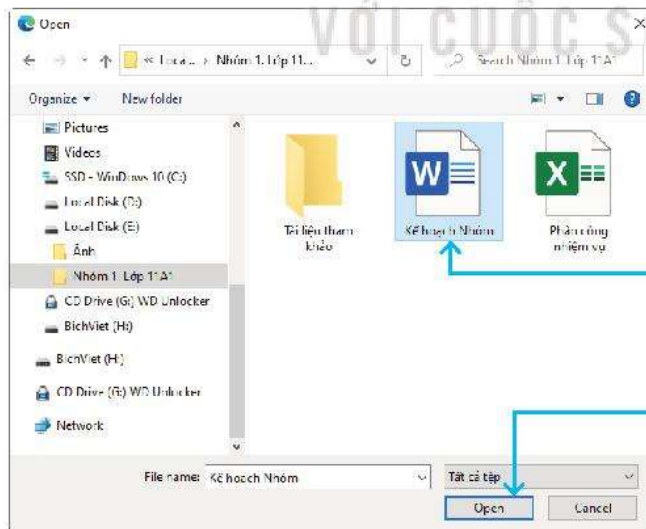 VỚI CUỘC S
Open
« Loca... › Nhóm 1. Lớp 11...
Search Nhóm 1. Lớp 11A1
Organize
New folder
Pictures
Videos
SSD - WinDows 10 (C:)
Local Disk (D:)
Local Disk (E:)
Ảnh
Nhóm 1. Lớp 11A1
CD Drive (G:) WD Unlocker
BichViet (H:)
BichViet (H:)
CD Drive (G:) WD Unlocker
Network
Tài liệu tham
khảo
Kế hoạch Nhóm
Phân công
nhiệm vụ
File name:
Kế hoạch Nhóm
Tất cả tệp
Open
Cancel